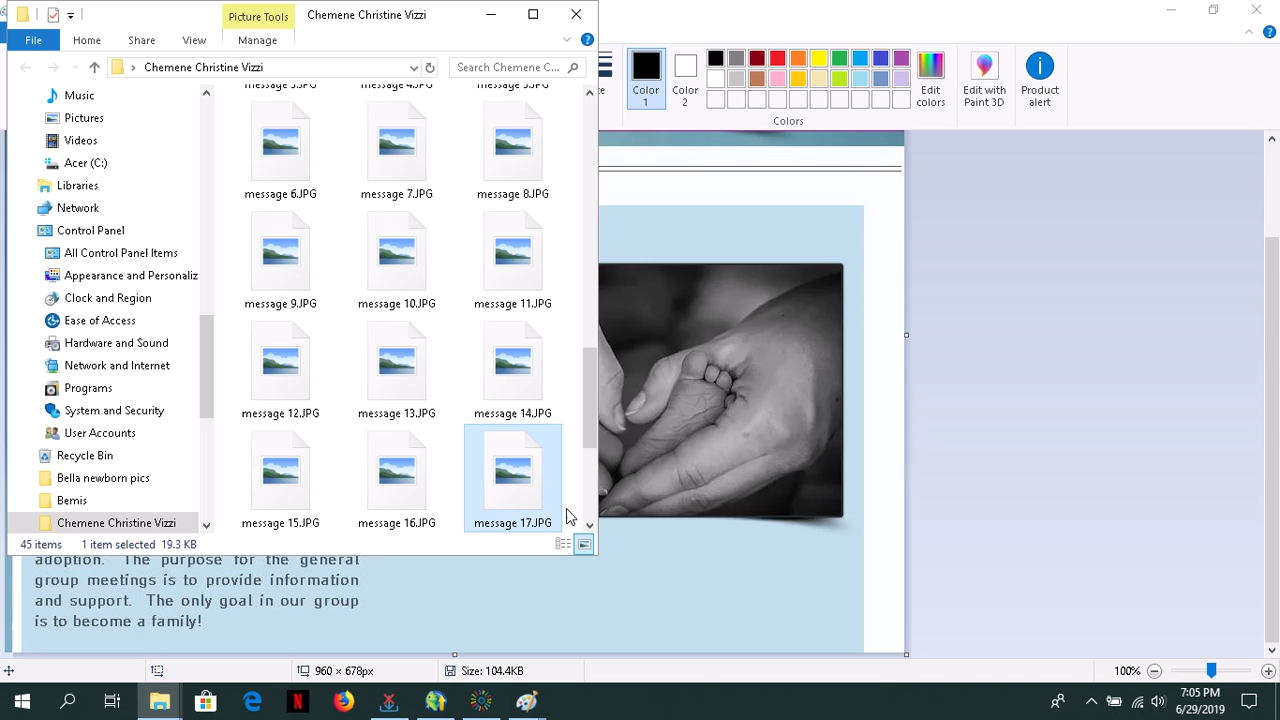 Picture Tools
Chemene Christine Vizzi
File
Home
Share
View
Manage
Chemene Christine Vizzi
Search Chemene C...
Music
Pictures
Videos
Acer (C:)
Libraries
Network
Control Panel
All Control Panel Items
Appearance and Personaliz
Clock and Region
Ease of Access
Hardware and Sound
Network and Internet
Programs
System and Security
User Accounts
Recycle Bin
Bella newborn pics
Bemis
Chemene Christine Vizzi
message 6.JPG
message 7.JPG
message 8.JPG
message 9.JPG
message 10.JPG
message 11.JPG
message 12.JPG
message 13.JPG
message 14.JPG
message 15.JPG
message 16.JPG
message 17.JPG
45 items
1 item selected 19.3 KB
Color 1
Color 2
Edit colors
Edit with Paint 3D
Product alert
Colors
adoption. The purpose for the general
group meetings is to provide information
and support. The only goal in our group
is to become a family!
960 × 678px
Size: 104.4KB
100%
7:05 PM
6/29/2019